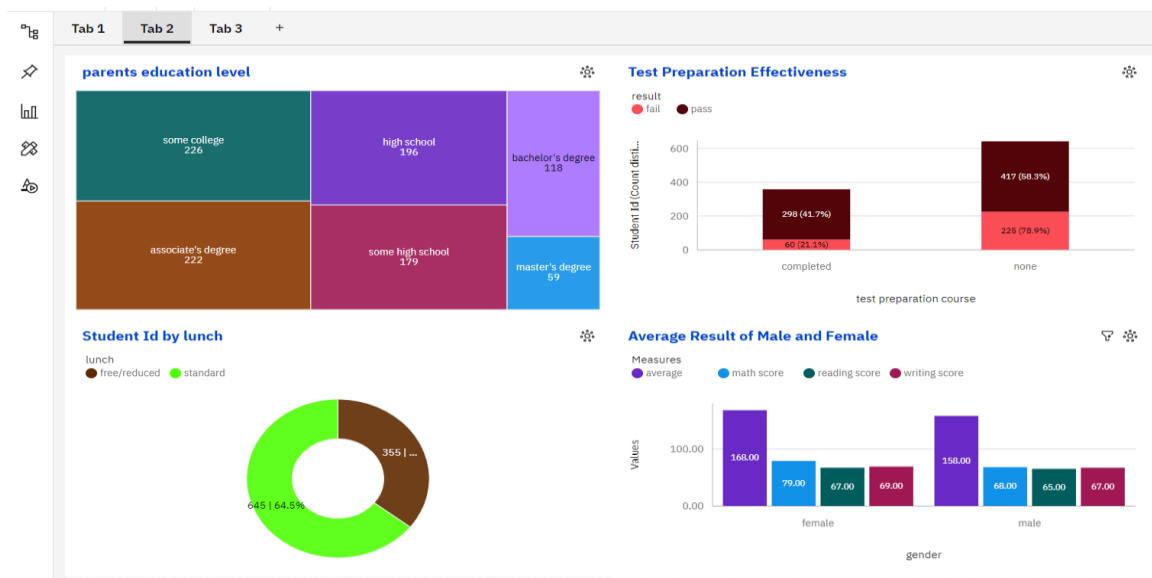 Tab 1 Tab 2 Tab 3 +
parents education level
some college
226
high school
196
bachelor's degree
118
associate's degree
222
some high school
179
master's degree
59
Test Preparation Effectiveness
result
fail pass
Student Id (Count disti...
600
400
200
0
298 (41.7%)
60 (21.1%)
417 (58.3%)
225 (78.9%)
completed none
test preparation course
Student Id by lunch
lunch
free/reduced standard
355 | ...
645 | 64.5%
Average Result of Male and Female
Measures
average math score reading score writing score
Values
100.00
0.00
168.00 79.00 67.00 69.00 158.00 68.00 65.00 67.00
female male
gender